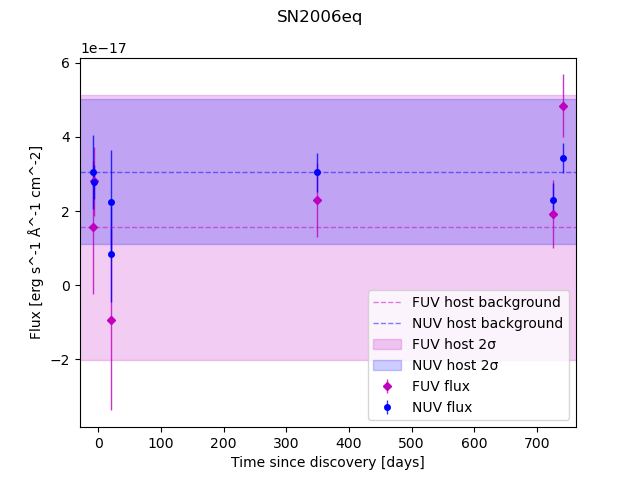 SN2006eq
1e−17
6
4
2
0
−2
Flux [erg s^-1 Å^-1 cm^-2]
FUV host background
NUV host background
FUV host 2σ
NUV host 2σ
FUV flux
NUV flux
0 100 200 300 400 500 600 700
Time since discovery [days]